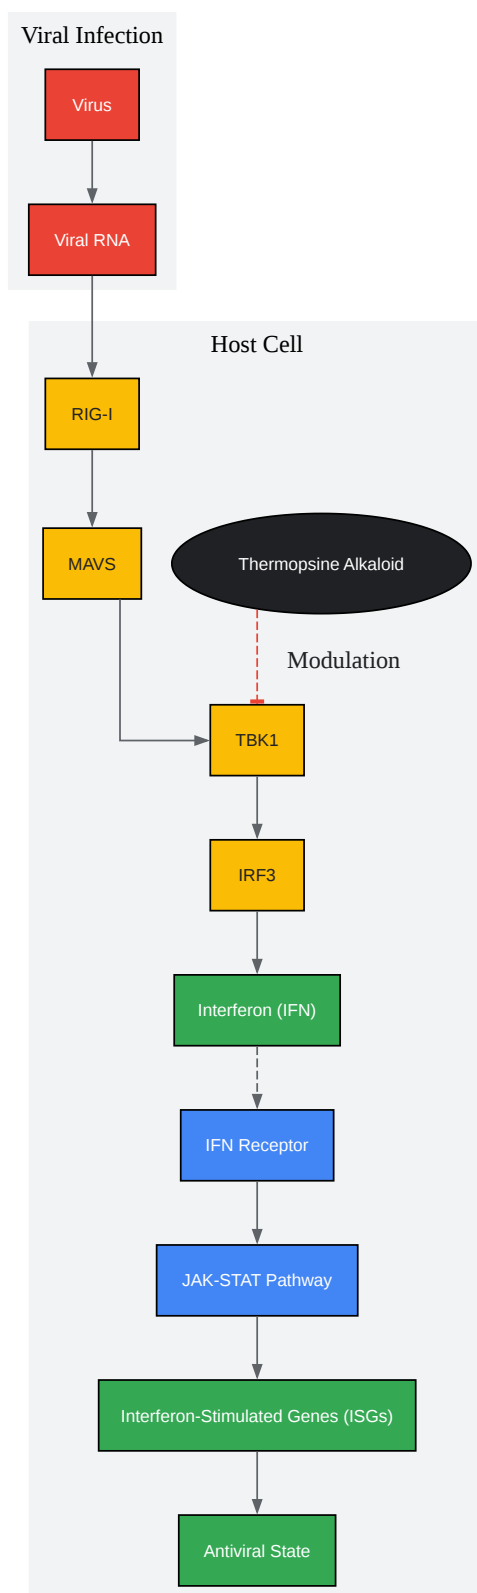 Viral Infection
Virus
Viral RNA
Host Cell
RIG-I
MAVS
Thermopsine Alkaloid
Modulation
TBK1
IRF3
Interferon (IFN)
IFN Receptor
JAK-STAT Pathway
Interferon-Stimulated Genes (ISGs)
Antiviral State